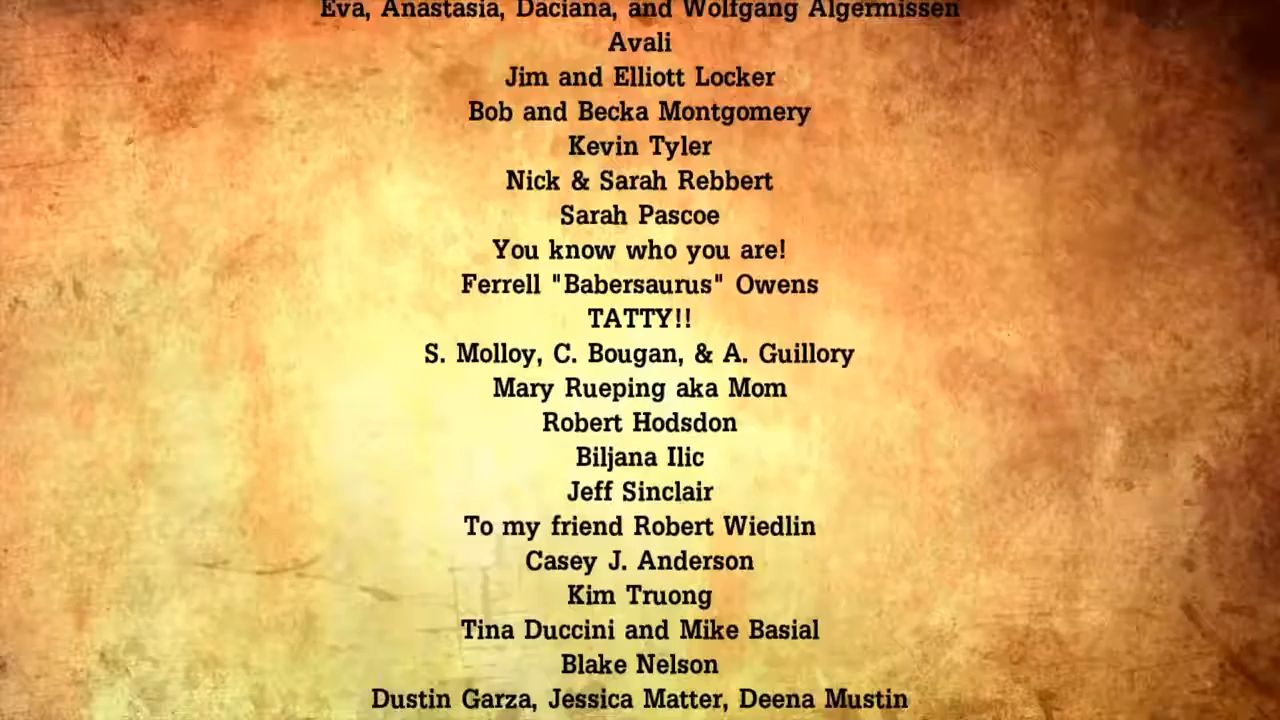 Eva, Anastasia, Daciana, and Wolfgang Algermissen
Avali
Jim and Elliott Locker
Bob and Becka Montgomery
Kevin Tyler
Nick & Sarah Rebbert
Sarah Pascoe
You know who you are!
Ferrell "Babersaurus" Owens
TATTY!!
S. Molloy, C. Bougan, & A. Guillory
Mary Rueping aka Mom
Robert Hodsdon
Biljana Ilic
Jeff Sinclair
To my friend Robert Wiedlin
Casey J. Anderson
Kim Truong
Tina Duccini and Mike Basial
Blake Nelson
Dustin Garza, Jessica Matter, Deena Mustin